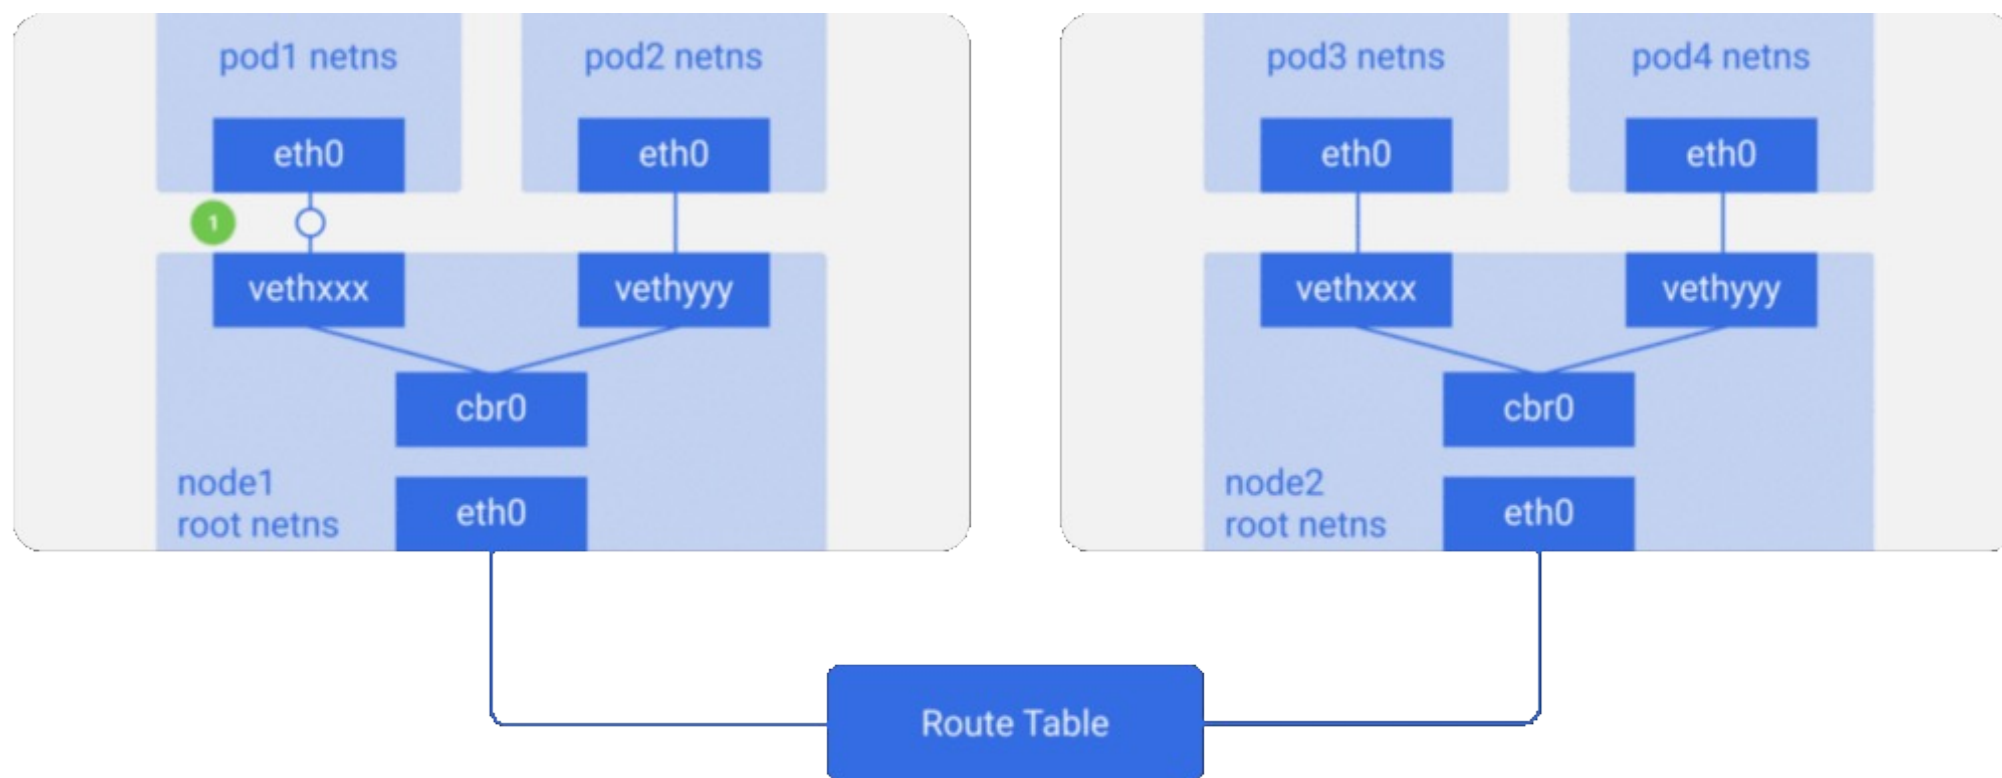 pod1 netns
pod2 netns
eth0
eth0
1
vethxxx
vethyyy
cbr0
node1
root netns
eth0
pod3 netns
pod4 netns
eth0
eth0
vethxxx
vethyyy
cbr0
node2
root netns
eth0
Route Table